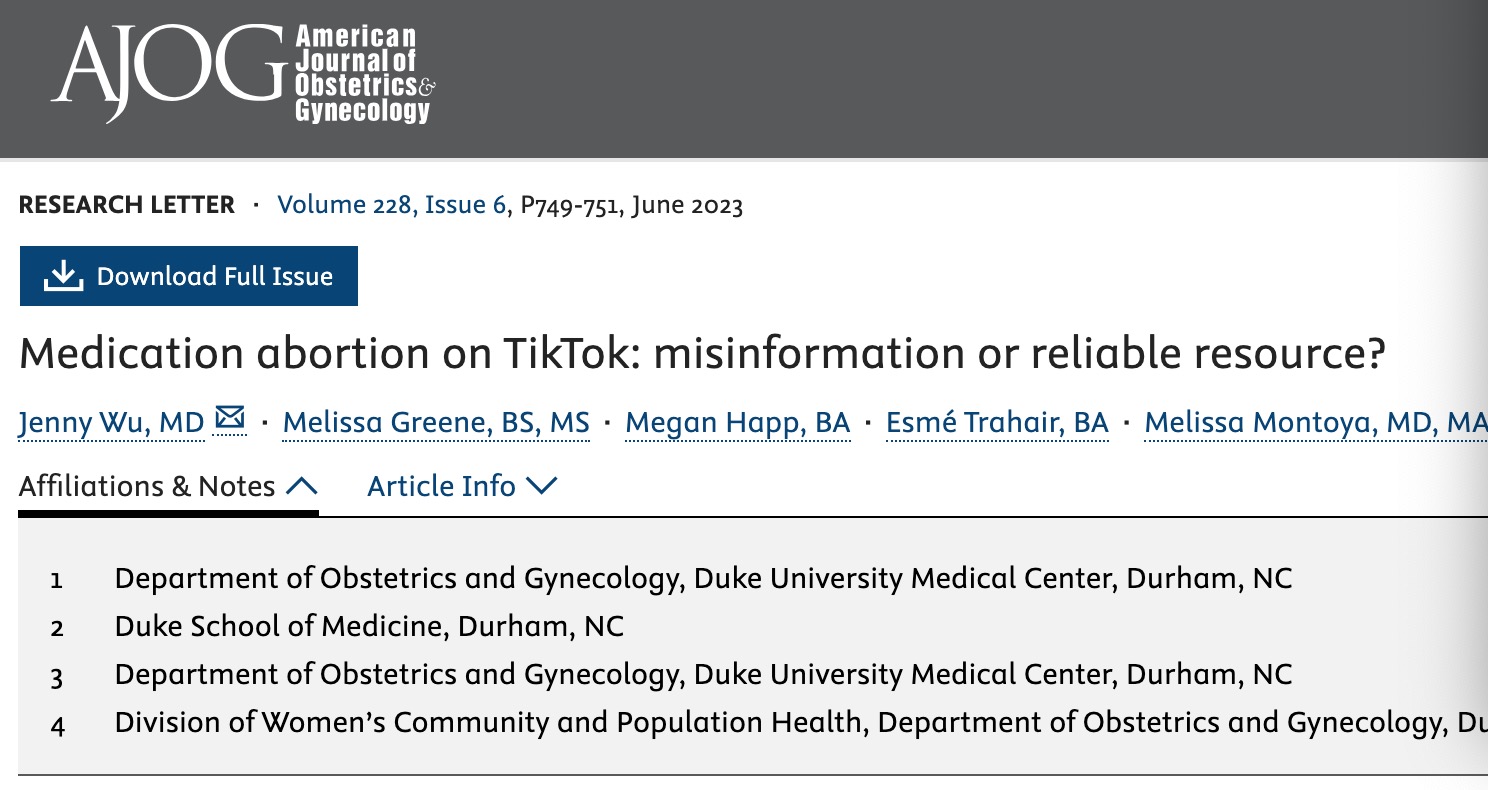 AJOG
American
Journal of
Obstetrics&
Gynecology
RESEARCH LETTER · Volume 228, Issue 6, P749-751, June 2023
Download Full Issue
Medication abortion on TikTok: misinformation or reliable resource?
Jenny Wu, MD · Melissa Greene, BS, MS · Megan Happ, BA · Esmé Trahair, BA · Melissa Montoya, MD, MA
Affiliations & Notes Article Info
1 Department of Obstetrics and Gynecology, Duke University Medical Center, Durham, NC
2 Duke School of Medicine, Durham, NC
3 Department of Obstetrics and Gynecology, Duke University Medical Center, Durham, NC
4 Division of Women’s Community and Population Health, Department of Obstetrics and Gynecology,